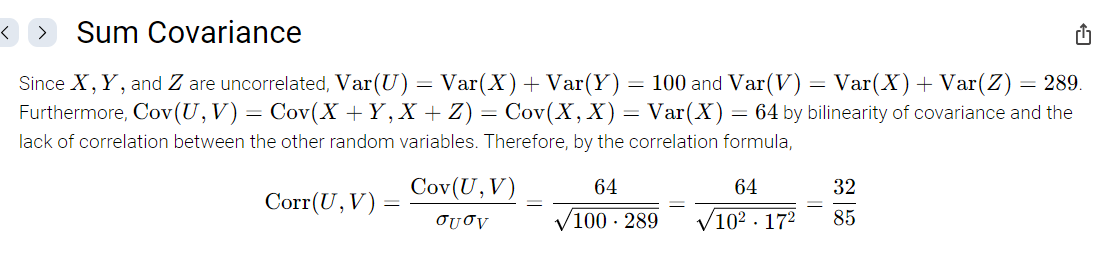 < > Sum Covariance
Since X, Y, and Z are uncorrelated, Var(U) = Var(X) + Var(Y) = 100 and Var(V) = Var(X) + Var(Z) = 289.
Furthermore, Cov(U, V) = Cov(X + Y, X + Z) = Cov(X, X) = Var(X) = 64 by bilinearity of covariance and the
lack of correlation between the other random variables. Therefore, by the correlation formula,
Corr(U, V) = Cov(U, V) / σ_U σ_V = 64 / √(100 · 289) = 64 / √(10² · 17²) = 32 / 85